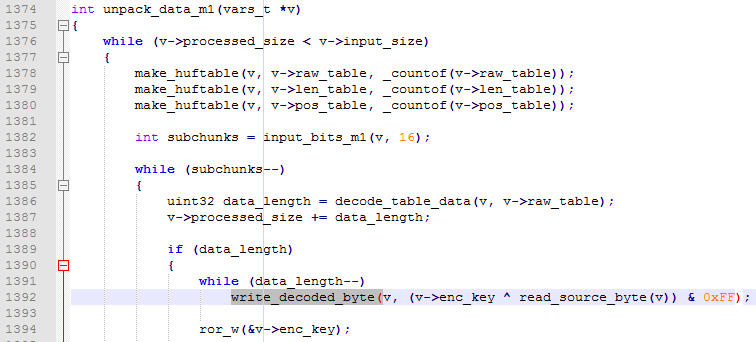 1374 int unpack_data_m1(vars_t *v)
1375 {
1376 while (v->processed_size < v->input_size)
1377 {
1378 make_huftable(v, v->raw_table, _countof(v->raw_table));
1379 make_huftable(v, v->len_table, _countof(v->len_table));
1380 make_huftable(v, v->pos_table, _countof(v->pos_table));
1381
1382 int subchunks = input_bits_m1(v, 16);
1383
1384 while (subchunks--)
1385 {
1386 uint32 data_length = decode_table_data(v, v->raw_table);
1387 v->processed_size += data_length;
1388
1389 if (data_length)
1390 {
1391 while (data_length--)
1392 write_decoded_byte(v, (v->enc_key ^ read_source_byte(v)) & 0xFF);
1393
1394 ror_w(&v->enc_key);